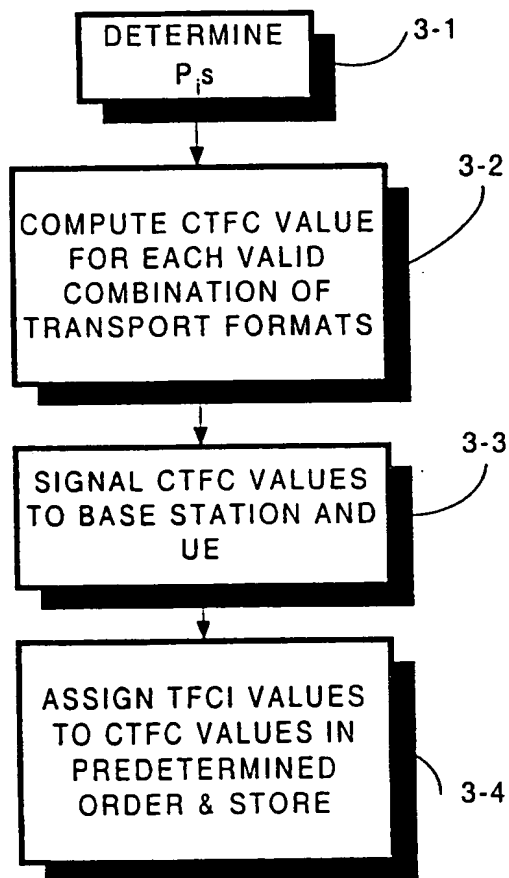 DETERMINE
Pis
3-1
3-2
COMPUTE CTFC VALUE
FOR EACH VALID
COMBINATION OF
TRANSPORT FORMATS
3-3
SIGNAL CTFC VALUES
TO BASE STATION AND
UE
ASSIGN TFCI VALUES
TO CTFC VALUES IN
PREDETERMINED
ORDER & STORE
3-4